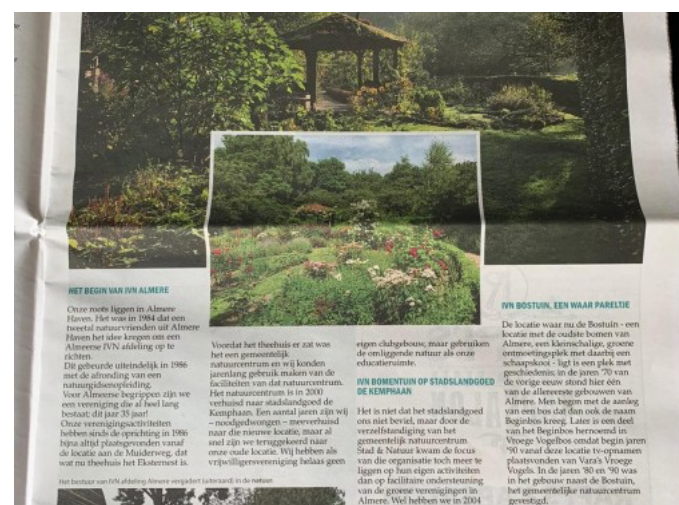 HET BEGIN VAN IVN ALMERE
Onze roots liggen in Almere
Haven. Het was in 1984 dat een
tweetal natuurvrienden uit Almere
Haven het idee kregen om een
Almeerse IVN afdeling op te
richten.
Dit gebeurde uiteindelijk in 1986
met de afronding van een
natuurgidsenopleiding.
Voor Almeerse begrippen zijn we
een vereniging die al heel lang
bestaat; dit jaar 35 jaar!
Onze verenigingsactiviteiten
hebben sinds de oprichting in 1986
bijna altijd plaatsgevonden vanaf
de locatie aan de Muiderweg, dat
wat nu theehuis het Eksternest is.
Voordat het theehuis er zat was
het een gemeentelijk
natuurcentrum en wij konden
jarenlang gebruik maken van de
faciliteiten van dat natuurcentrum.
Het natuurcentrum is in 2000
verhuisd naar stadslandgoed de
Kemphaan. Een aantal jaren zijn wij
- noodgedwongen - meeverhuisd
naar die nieuwe locatie, maar al
snel zijn we teruggekeerd naar
onze oude locatie. Wij hebben als
vrijwilligersvereniging helaas geen
eigen clubgebouw, maar gebruiken
de omliggende natuur als onze
educatieruimte.
IVN BOMENTUIN OP STADSLANDGOED
DE KEMPHAAN
Het is niet dat het stadslandgoed
ons niet beviel, maar door de
verzelfstandiging van het
gemeentelijk natuurcentrum
Stad & Natuur kwam de focus
van die organisatie toch meer te
liggen op hun eigen activiteiten
dan op facilitaire ondersteuning
van de groene verenigingen in
Almere. Wel hebben we in 2004
IVN BOSTUIN, EEN WAAR PARELTJE
De locatie waar nu de Bostuin - een
locatie met de oudste bomen van
Almere, een kleinschalige, groene
ontmoetingsplek met daarbij een
schaapskooi - ligt is een plek met
geschiedenis; in de jaren '70 van
de vorige eeuw stond hier één
van de allereerste gebouwen van
Almere. Men begon met de aanleg
van een bos dat dan ook de naam
Beginbos kreeg. Later is een deel
van het Beginbos hernoemd in
Vroege Vogelbos omdat begin jaren
'90 vanaf deze locatie tv-opnamen
plaatsvonden van Vara's Vroege
Vogels. In de jaren '80 en '90 was
in het gebouw naast de Bostuin,
het gemeentelijke natuurcentrum
gevestigd.
Het bestuur van IVN afdeling Almere vergadert (uiteraard) in de natuur.